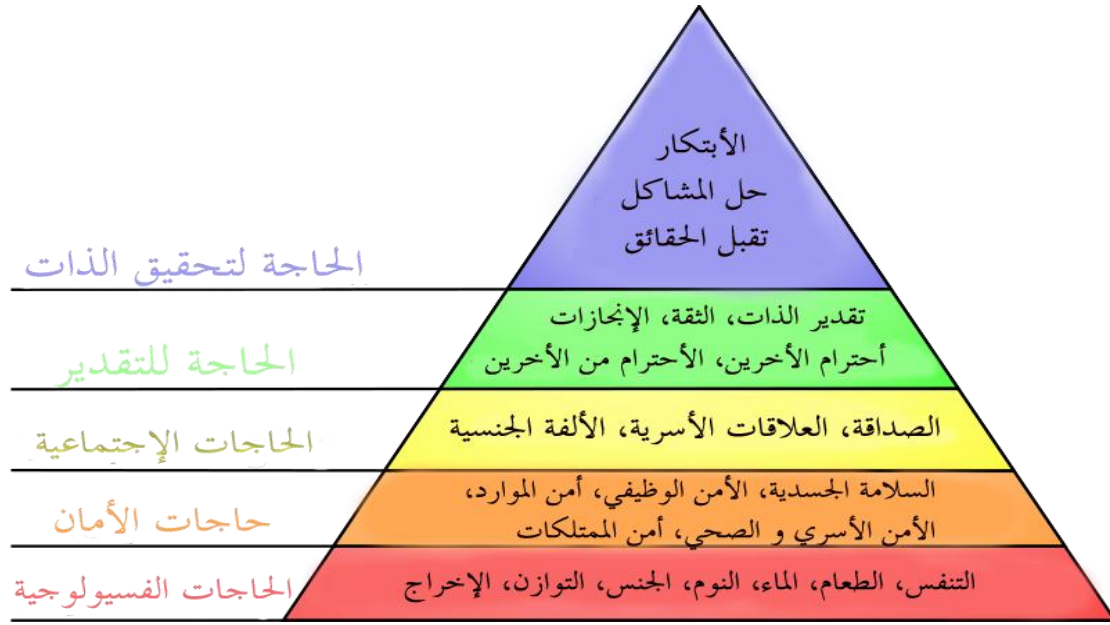 الأبتكار
حل المشاكل
تقبل الحقائق
الحاجة لتحقيق الذات
تقدير الذات، الثقة، الإنجازات
أحترام الأخرين، الأحترام من الأخرين
الحاجة للتقدير
الصداقة، العلاقات الأسرية، الألفة الجنسية
الحاجات الإجتماعية
السلامة الجسدية، الأمن الوظيفي، أمن الموارد،
الأمن الأسري و الصحي، أمن الممتلكات
حاجات الأمان
التنفس، الطعام، الماء، النوم، الجنس، التوازن، الإخراج
الحاجات الفسيولوجية